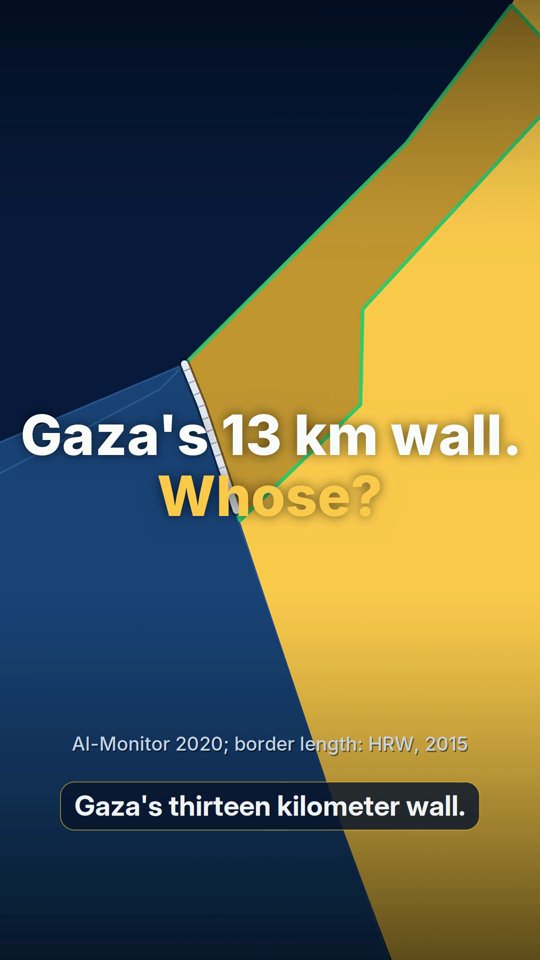 Gaza's 13 km wall.
Whose?
Al-Monitor 2020; border length: HRW, 2015
Gaza's thirteen kilometer wall.